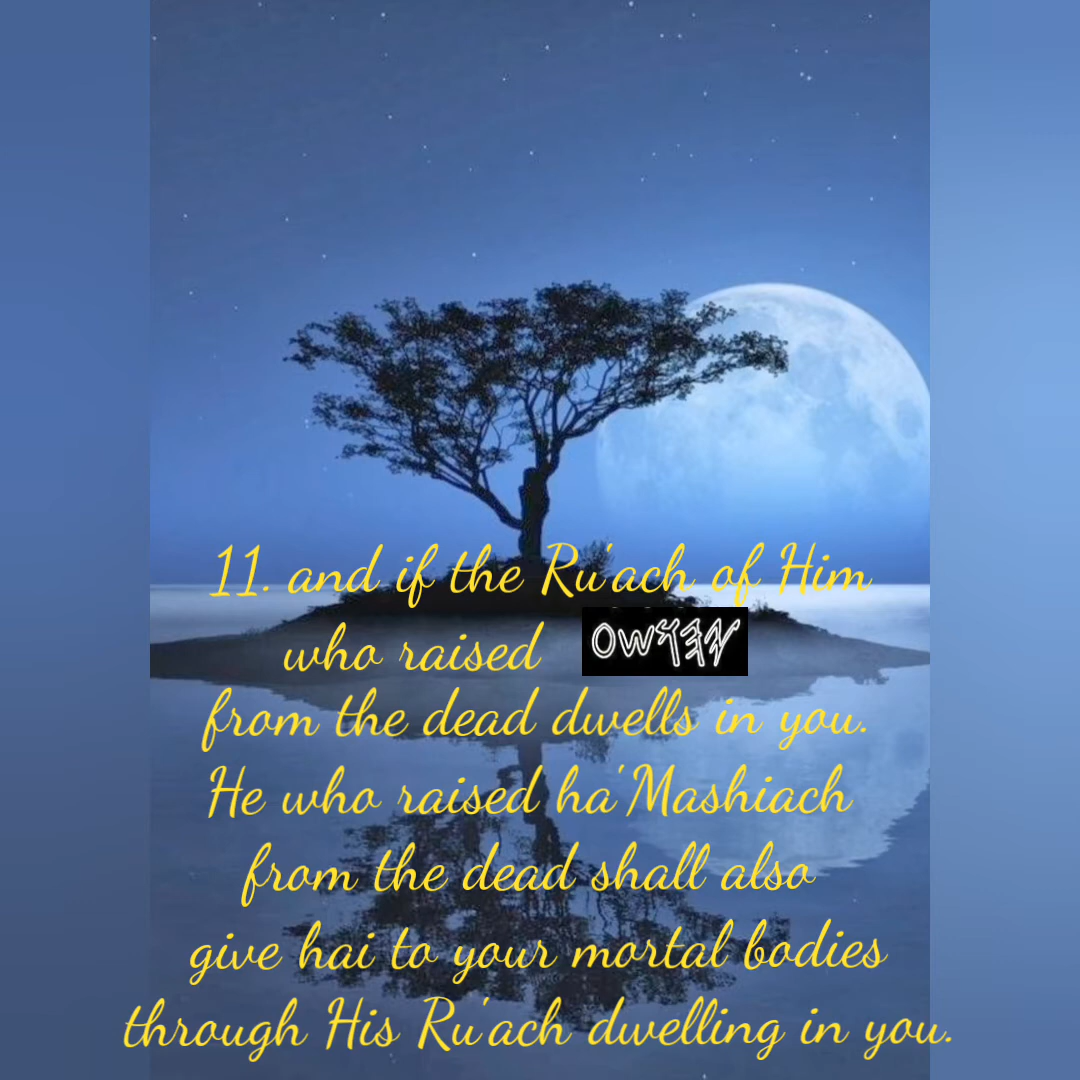 11. and if the Ru'ach of Him
who raised 𐤉𐤄𐤅𐤔𐤏
from the dead dwells in you.
He who raised ha'Mashiach
from the dead shall also
give hai to your mortal bodies
through His Ru'ach dwelling in you.